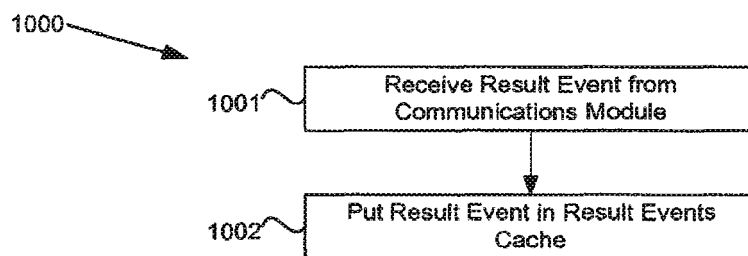 1000
Receive Result Event from
1001
Communications Module
Put Result Event in Result Events
1002
Cache